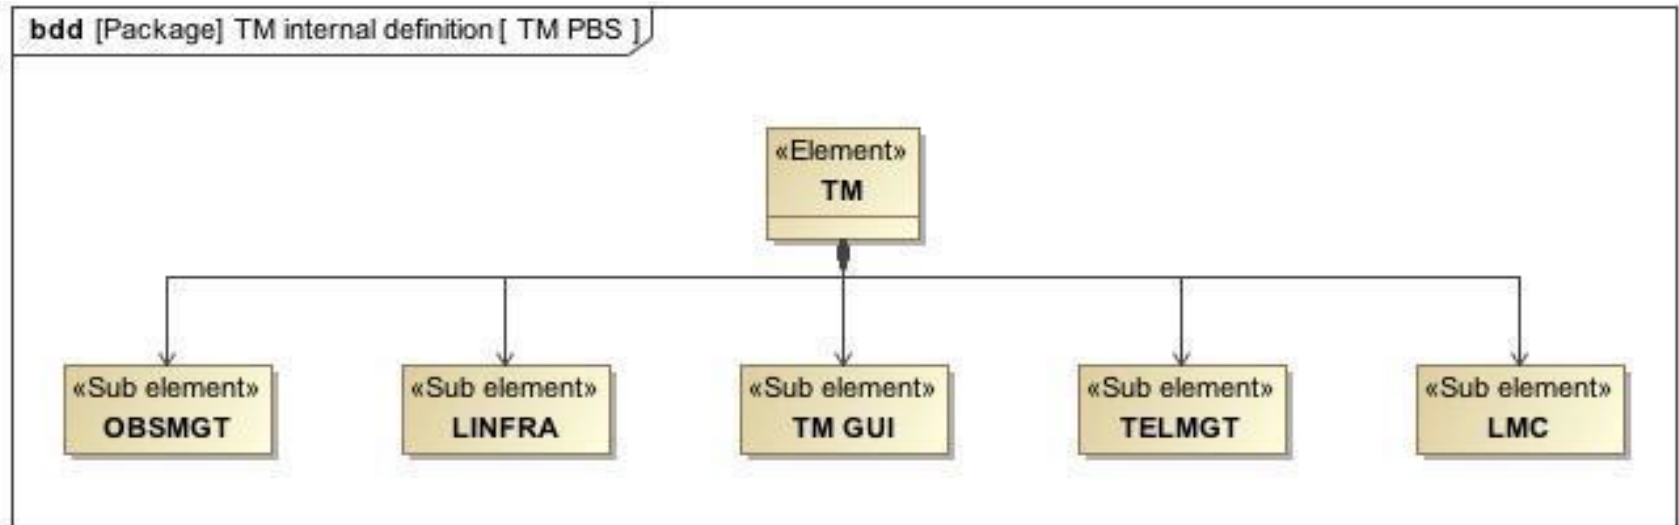 bdd [Package] TM internal definition [ TM PBS ]
«Element»
TM
«Sub element»
OBSMGT
«Sub element»
LINFRA
«Sub element»
TM GUI
«Sub element»
TELMGT
«Sub element»
LMC